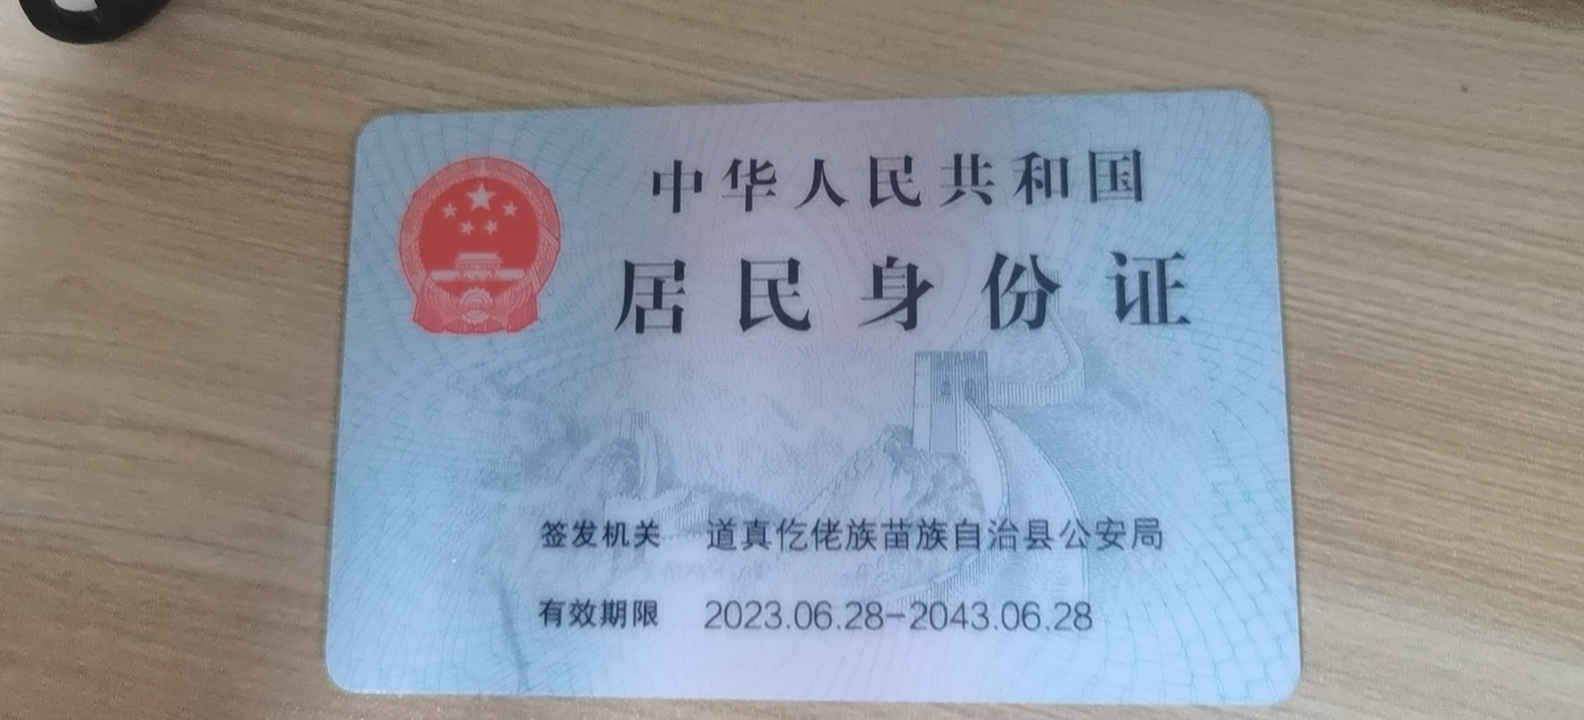 中华人民共和国
居民身份证
签发机关 道真仡佬族苗族自治县公安局
有效期限 2023.06.28-2043.06.28